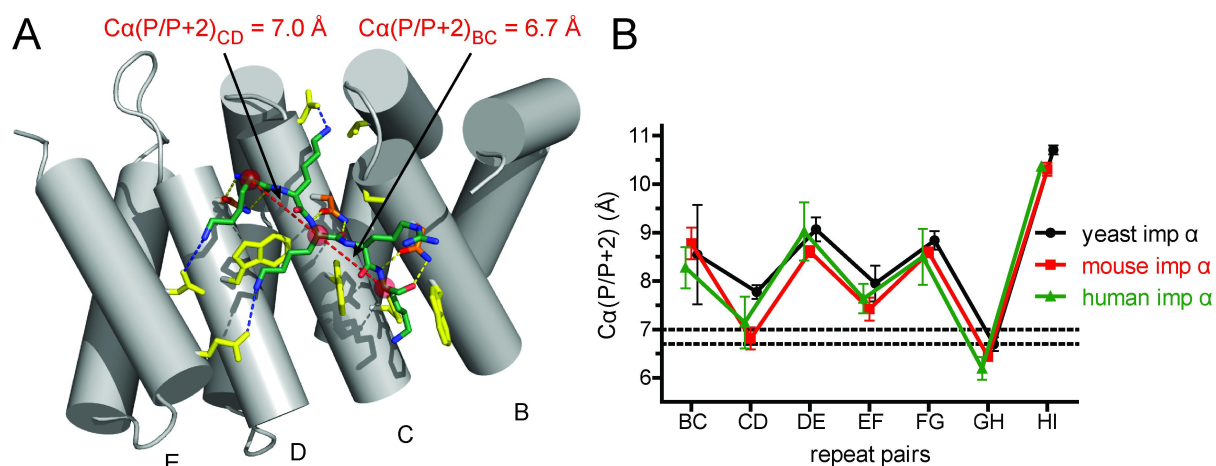 A
Cα(P/P+2)CD = 7.0 Å
Cα(P/P+2)BC = 6.7 Å
E
D
C
B
B
Cα(P/P+2) (Å)
11
10
9
8
7
6
BC CD DE EF FG GH HI
repeat pairs
yeast imp α
mouse imp α
human imp α